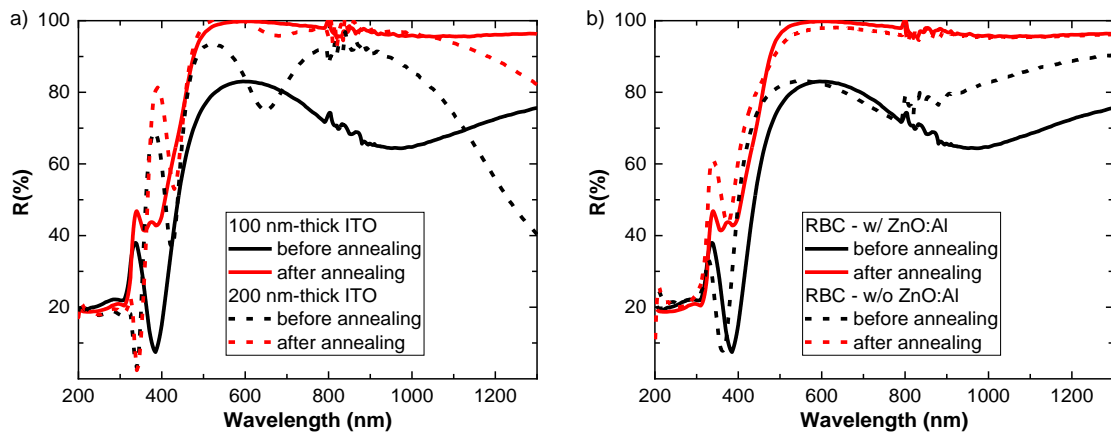 a)
R(%)
100
80
60
40
20
100 nm-thick ITO
before annealing
after annealing
200 nm-thick ITO
before annealing
after annealing
200 400 600 800 1000 1200
Wavelength (nm)
b)
R(%)
100
80
60
40
20
RBC - w/ ZnO:Al
before annealing
after annealing
RBC - w/o ZnO:Al
before annealing
after annealing
200 400 600 800 1000 1200
Wavelength (nm)